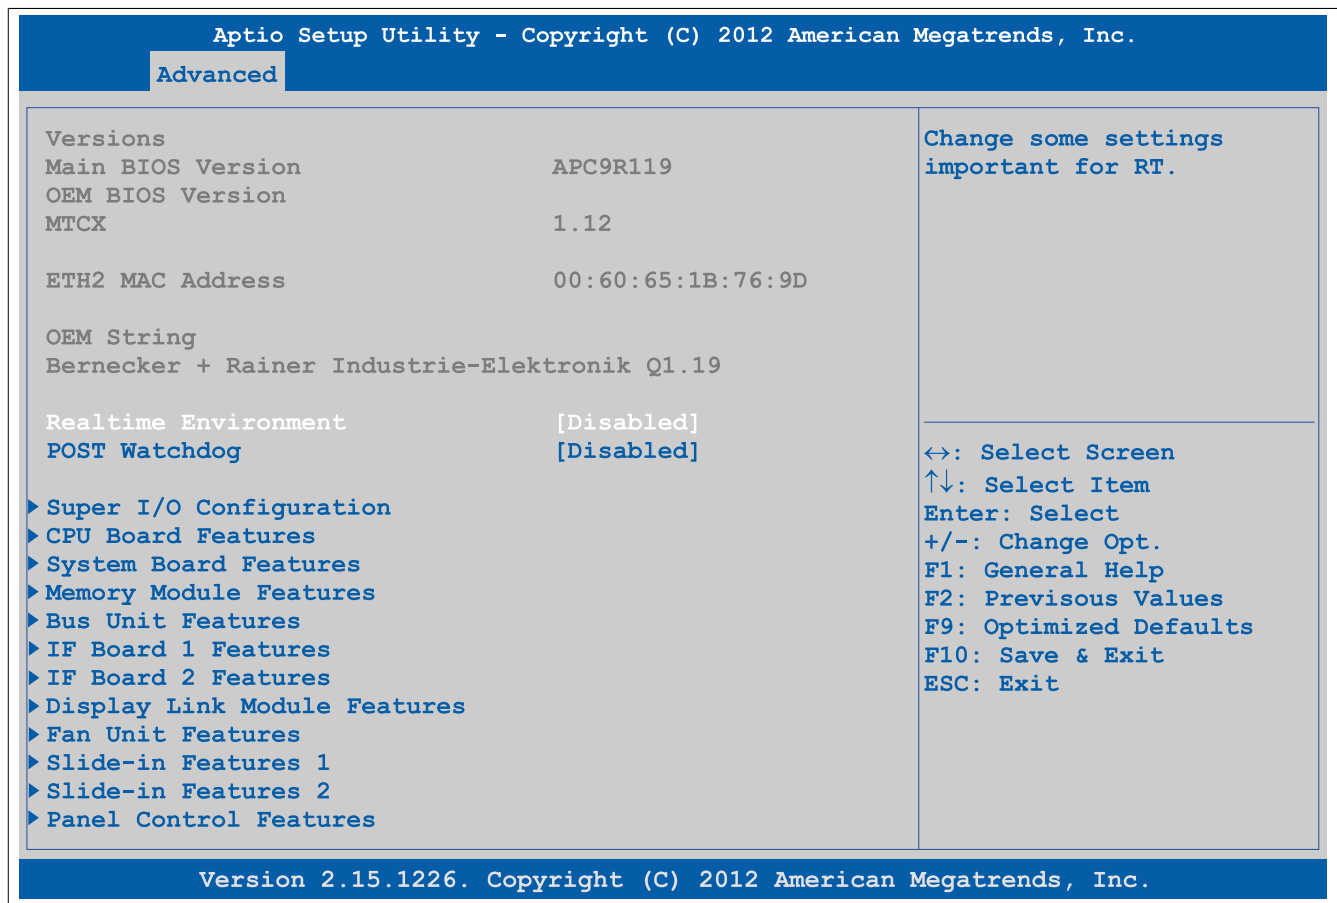 Aptio Setup Utility - Copyright (C) 2012 American Megatrends, Inc.
Advanced
Versions
Main BIOS Version APC9R119
OEM BIOS Version
MTCX 1.12
ETH2 MAC Address 00:60:65:1B:76:9D
OEM String
Bernecker + Rainer Industrie-Elektronik Q1.19
Realtime Environment [Disabled]
POST Watchdog [Disabled]
Super I/O Configuration
CPU Board Features
System Board Features
Memory Module Features
Bus Unit Features
IF Board 1 Features
IF Board 2 Features
Display Link Module Features
Fan Unit Features
Slide-in Features 1
Slide-in Features 2
Panel Control Features
Change some settings
important for RT.
↔: Select Screen
↑↓: Select Item
Enter: Select
+/-: Change Opt.
F1: General Help
F2: Previsous Values
F9: Optimized Defaults
F10: Save & Exit
ESC: Exit
Version 2.15.1226. Copyright (C) 2012 American Megatrends, Inc.